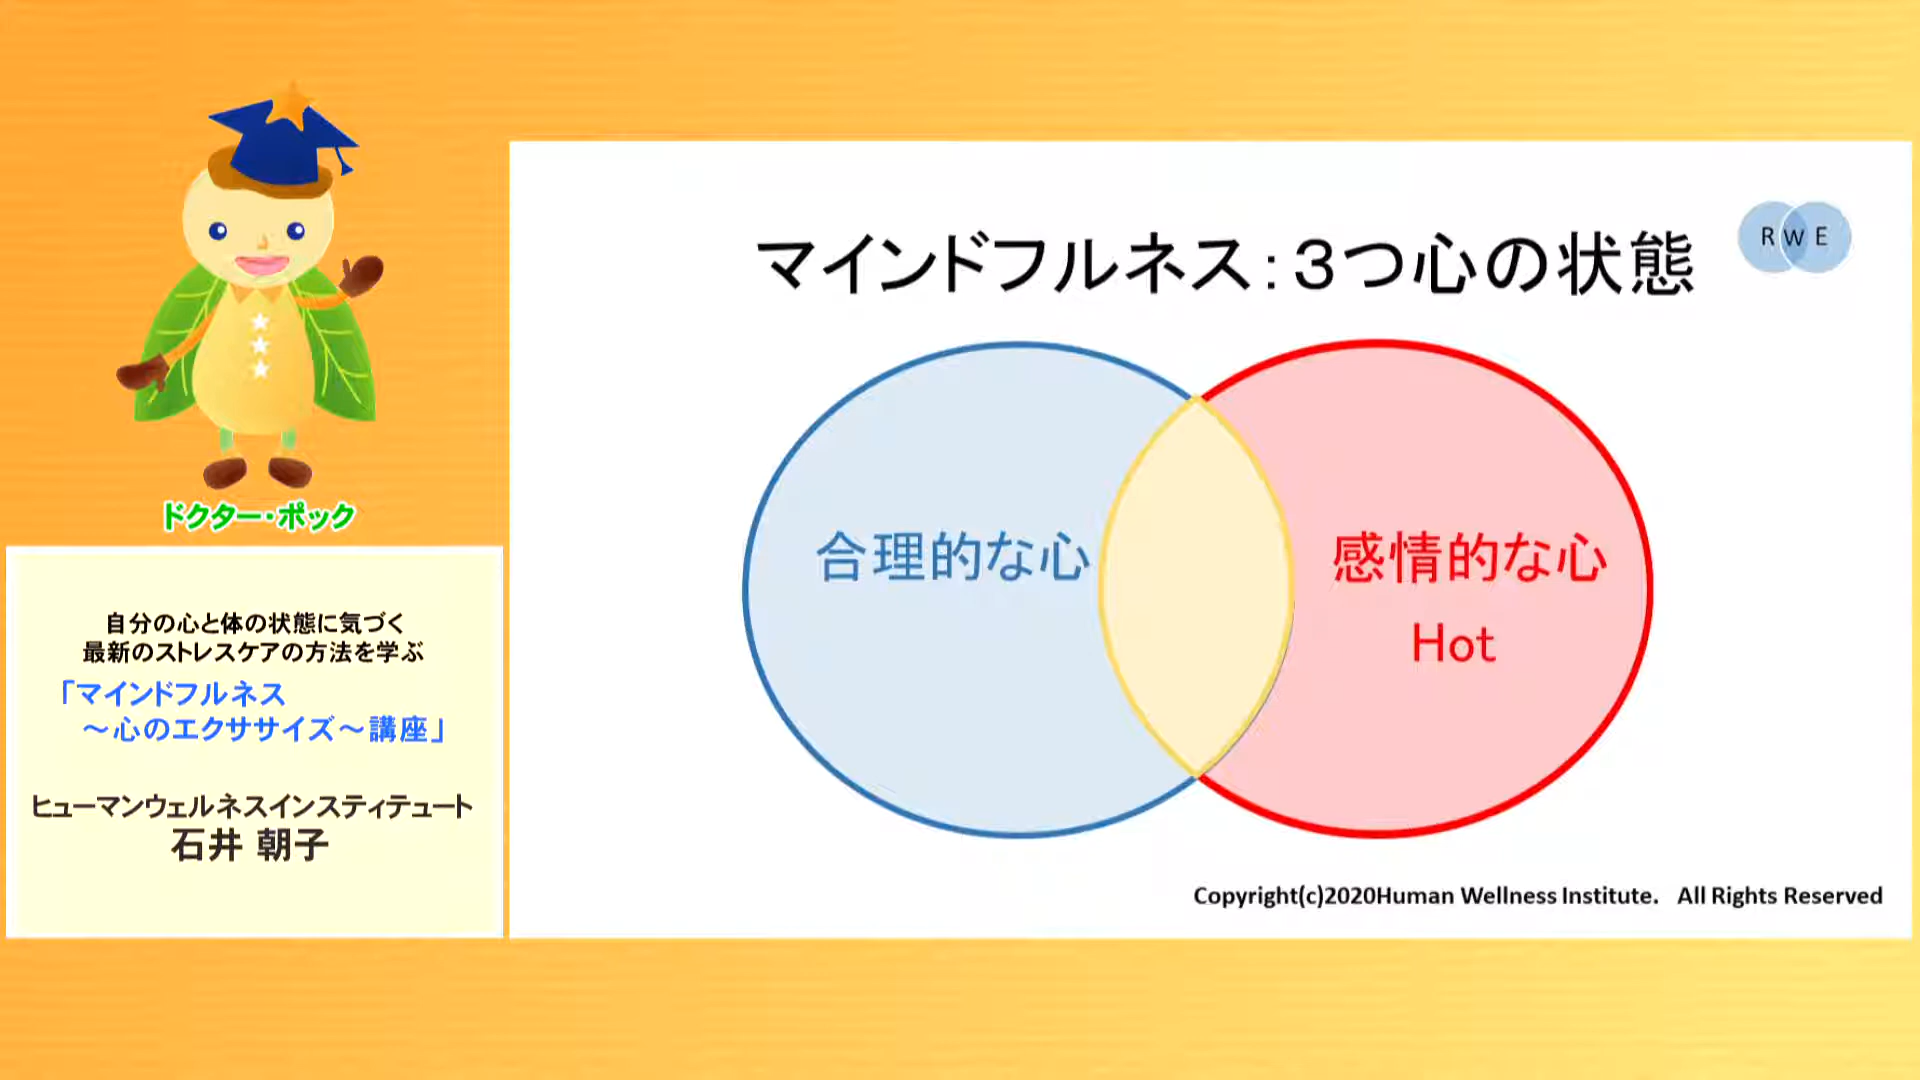 ドクター・ポック
自分の心と体の状態に気づく
最新のストレスケアの方法を学ぶ
「マインドフルネス
～心のエクササイズ～講座」
ヒューマンウェルネスインスティテュート
石井 朝子
マインドフルネス：３つ心の状態
R W E
合理的な心
感情的な心
Hot
Copyright(c)2020Human Wellness Institute. All Rights Reserved